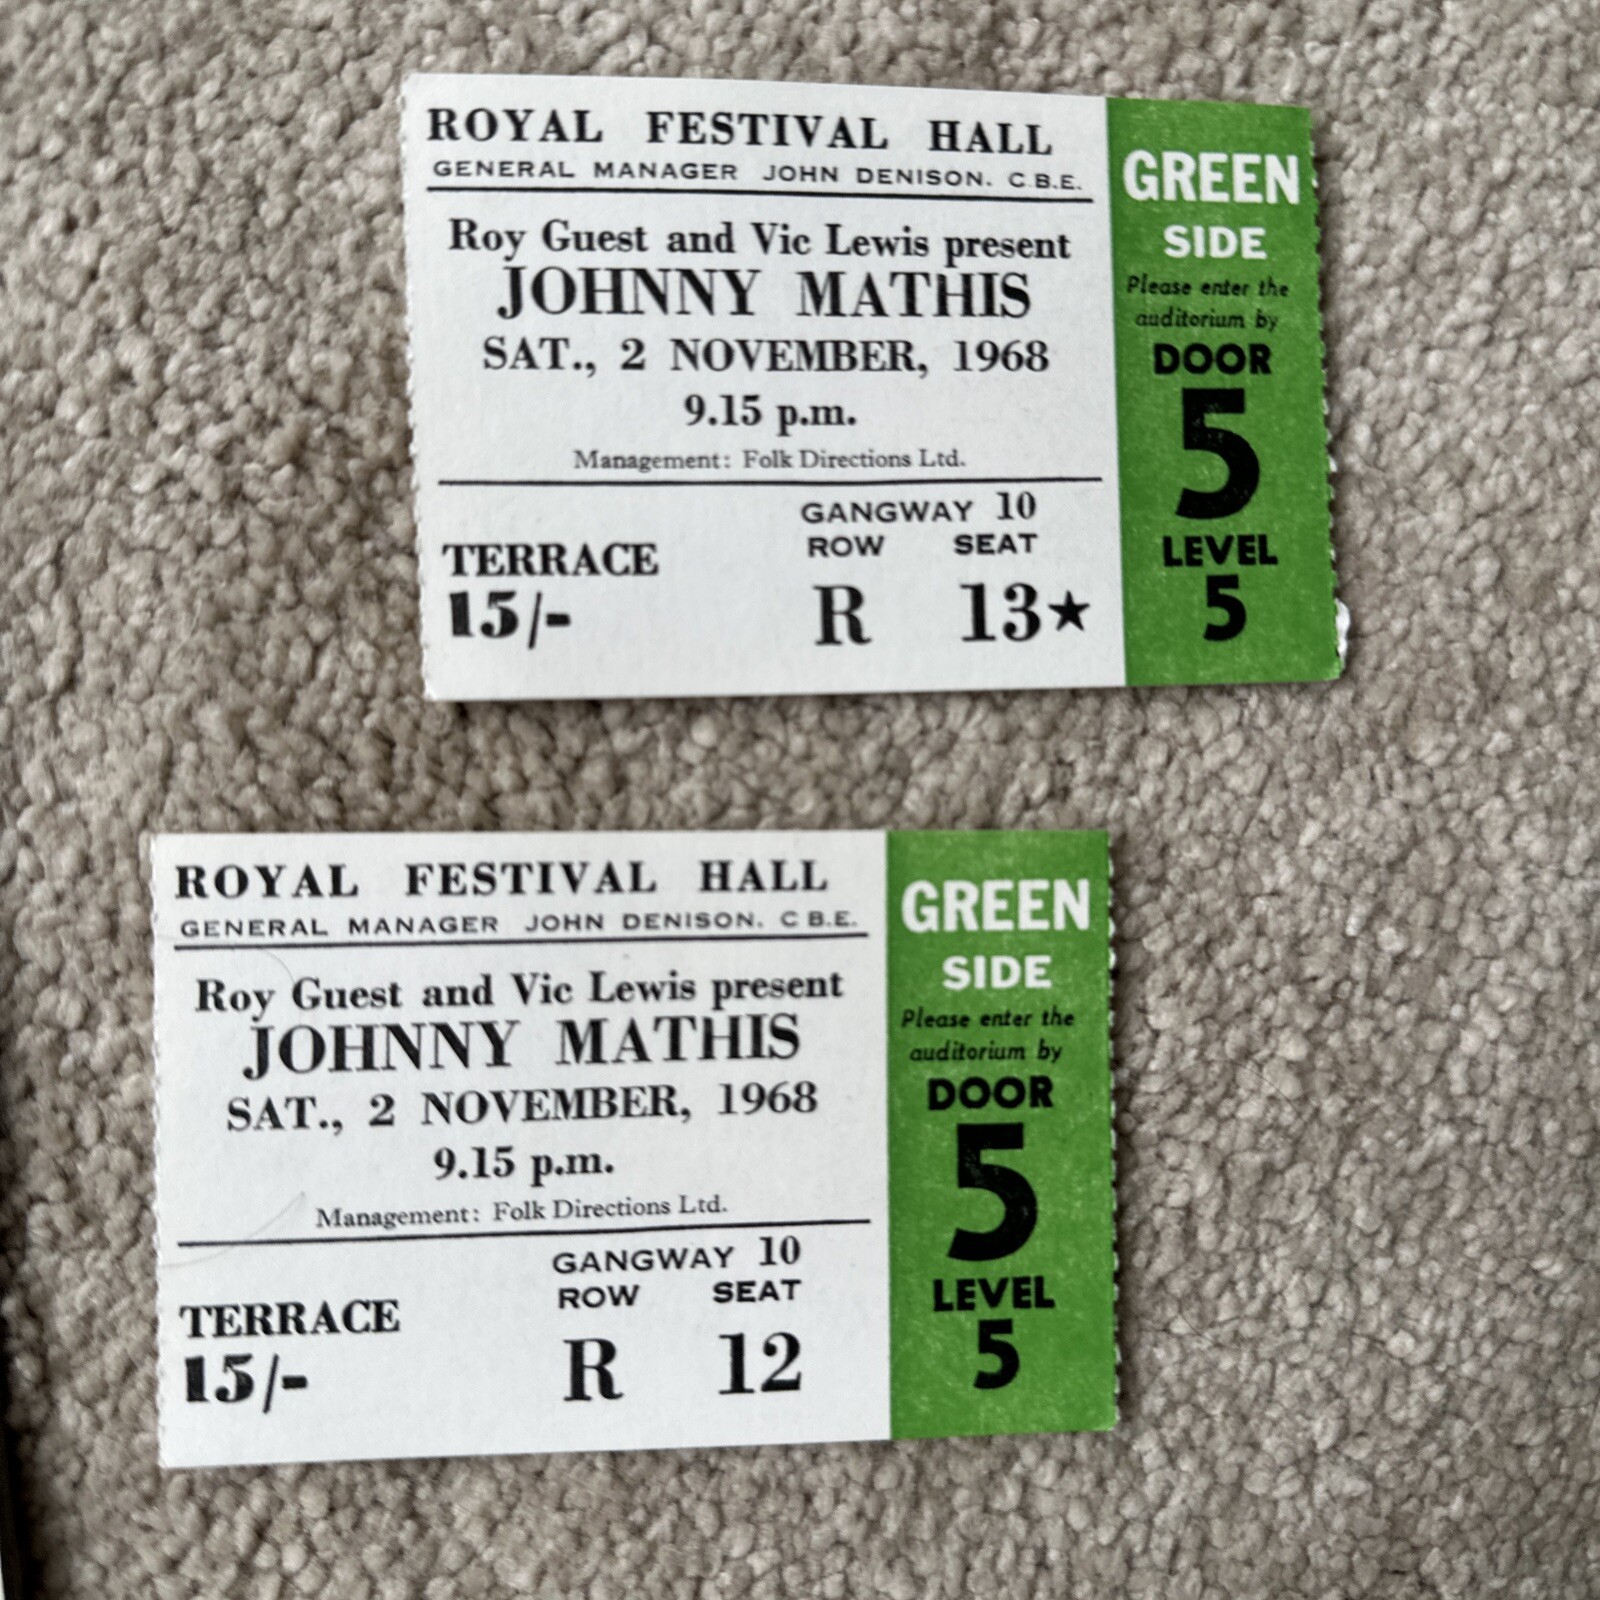 ROYAL FESTIVAL HALL
GENERAL MANAGER JOHN DENISON. C.B.E.
Roy Guest and Vic Lewis present
JOHNNY MATHIS
SAT., 2 NOVEMBER, 1968
9.15 p.m.
Management: Folk Directions Ltd.
GANGWAY 10
ROW SEAT
TERRACE
15/-
R 13★
GREEN
SIDE
Please enter the
auditorium by
DOOR
5
LEVEL
5
ROYAL FESTIVAL HALL
GENERAL MANAGER JOHN DENISON. C B.E.
Roy Guest and Vic Lewis present
JOHNNY MATHIS
SAT., 2 NOVEMBER, 1968
9.15 p.m.
Management: Folk Directions Ltd.
GANGWAY 10
ROW SEAT
TERRACE
15/-
R 12
GREEN
SIDE
Please enter the
auditorium by
DOOR
5
LEVEL
5